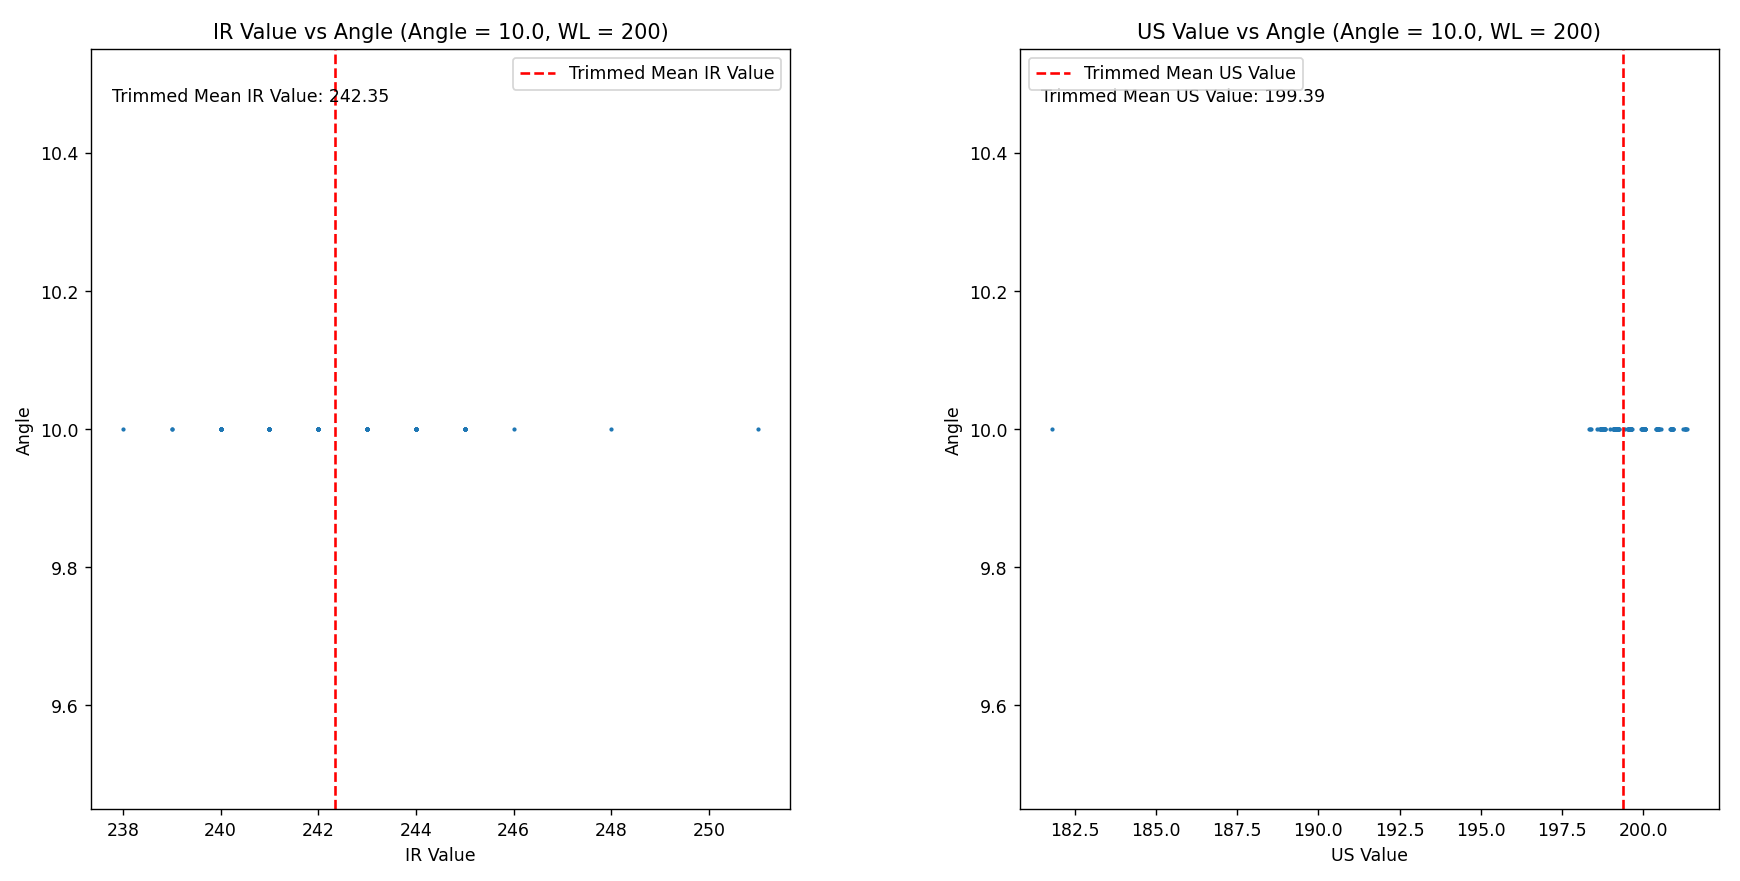 IR Value vs Angle (Angle = 10.0, WL = 200)
Trimmed Mean IR Value
Trimmed Mean IR Value: 242.35
10.4
10.2
10.0
9.8
9.6
Angle
238 240 242 244 246 248 250
IR Value
US Value vs Angle (Angle = 10.0, WL = 200)
Trimmed Mean US Value
Trimmed Mean US Value: 199.39
10.4
10.2
10.0
9.8
9.6
Angle
182.5 185.0 187.5 190.0 192.5 195.0 197.5 200.0
US Value